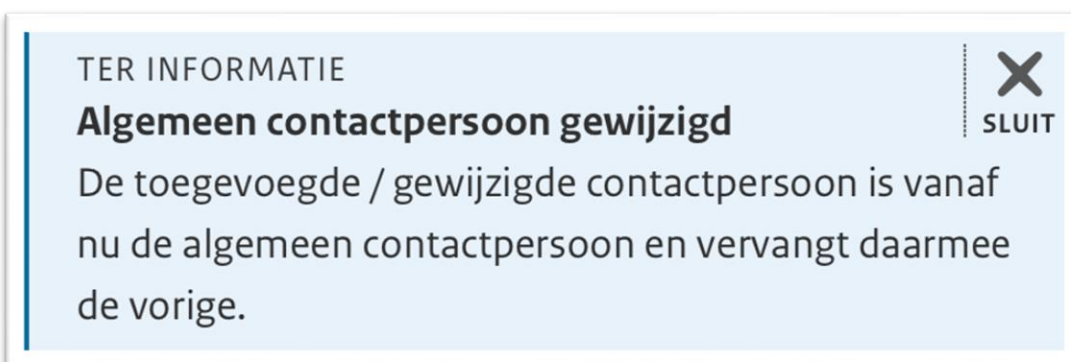 TER INFORMATIE
Algemeen contactpersoon gewijzigd
SLUIT
De toegevoegde / gewijzigde contactpersoon is vanaf
nu de algemeen contactpersoon en vervangt daarmee
de vorige.